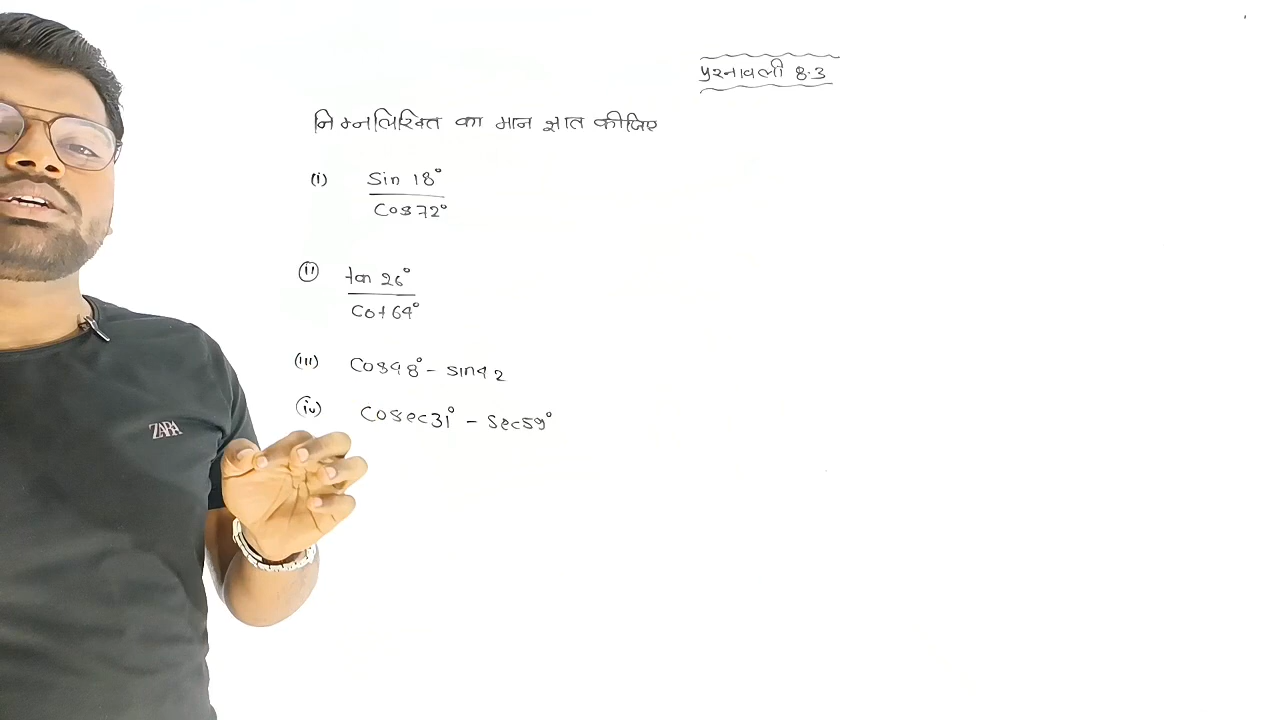 प्रश्नावली 8.3
निम्नलिखित का मान ज्ञात कीजिए
(i) Sin 18°
Cos 72°
(ii) tan 26°
Cot 64°
(iii) Cos 48° - sin 42
(iv) Cosec 31° - Sec 59°
ZARA